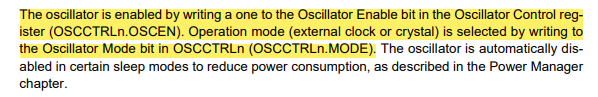 The oscillator is enabled by writing a one to the Oscillator Enable bit in the Oscillator Control reg-
ister (OSCCTRLn.OSCEN). Operation mode (external clock or crystal) is selected by writing to
the Oscillator Mode bit in OSCCTRLn (OSCCTRLn.MODE). The oscillator is automatically dis-
abled in certain sleep modes to reduce power consumption, as described in the Power Manager
chapter.